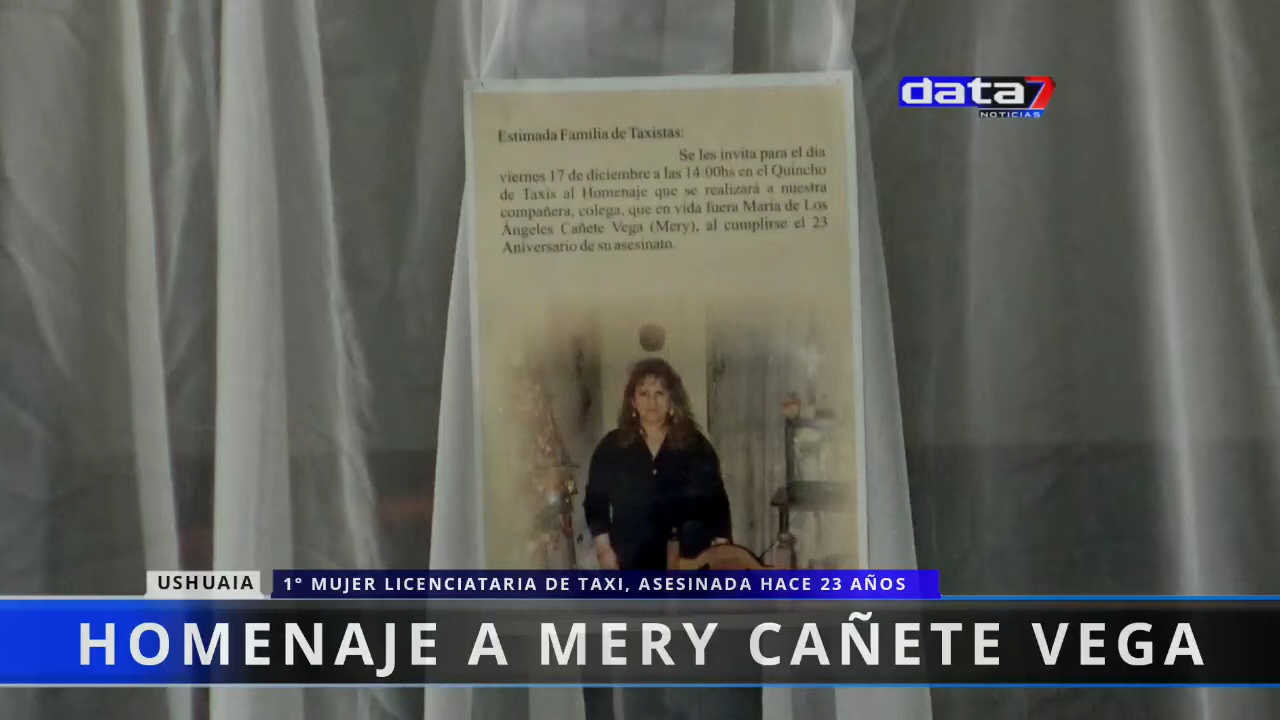 data7
NOTICIAS
Estimada Familia de Taxistas:
Se les invita para el día
viernes 17 de diciembre a las 14:00hs en el Quincho
de Taxis al Homenaje que se realizará a nuestra
compañera, colega, que en vida fuera María de Los
Ángeles Cañete Vega (Mery), al cumplirse el 23
Aniversario de su asesinato.
USHUAIA
1° MUJER LICENCIATARIA DE TAXI, ASESINADA HACE 23 AÑOS
HOMENAJE A MERY CAÑETE VEGA